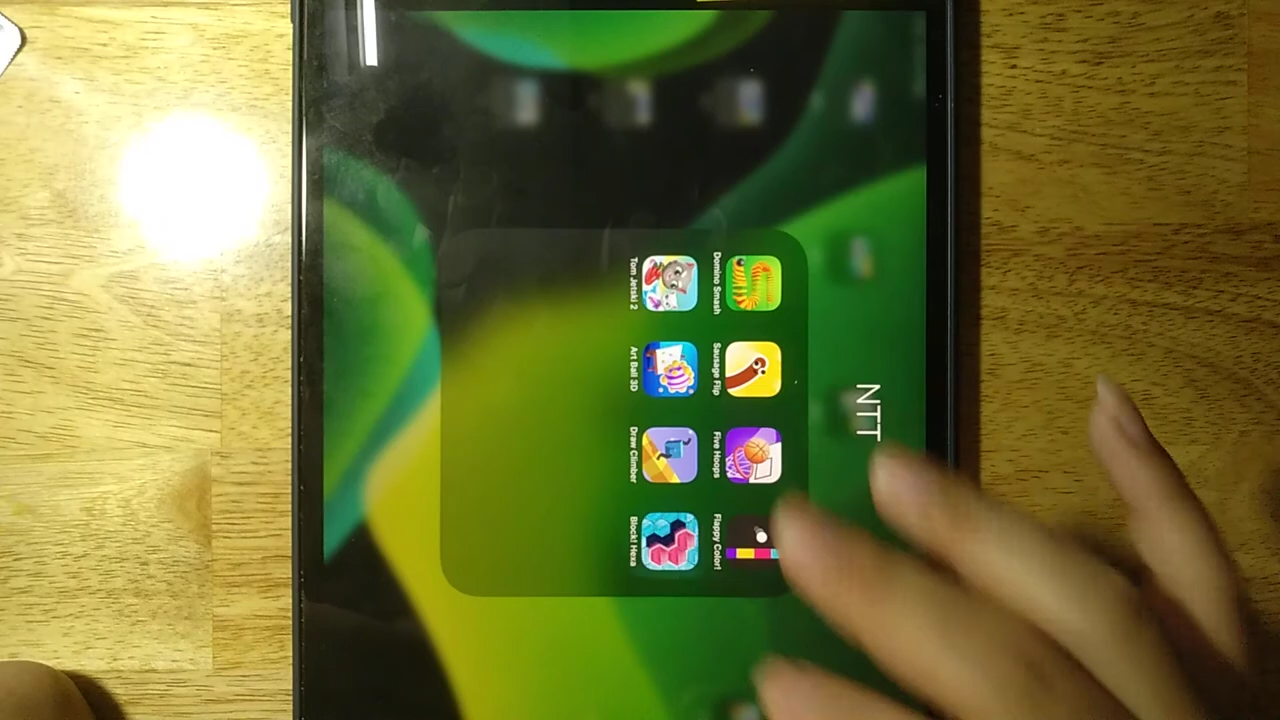 NTT
Domino Smash
Sausage Flip
Five Hoops
Flappy Color!
Tom Jetski 2
Art Ball 3D
Draw Climber
Block! Hexa